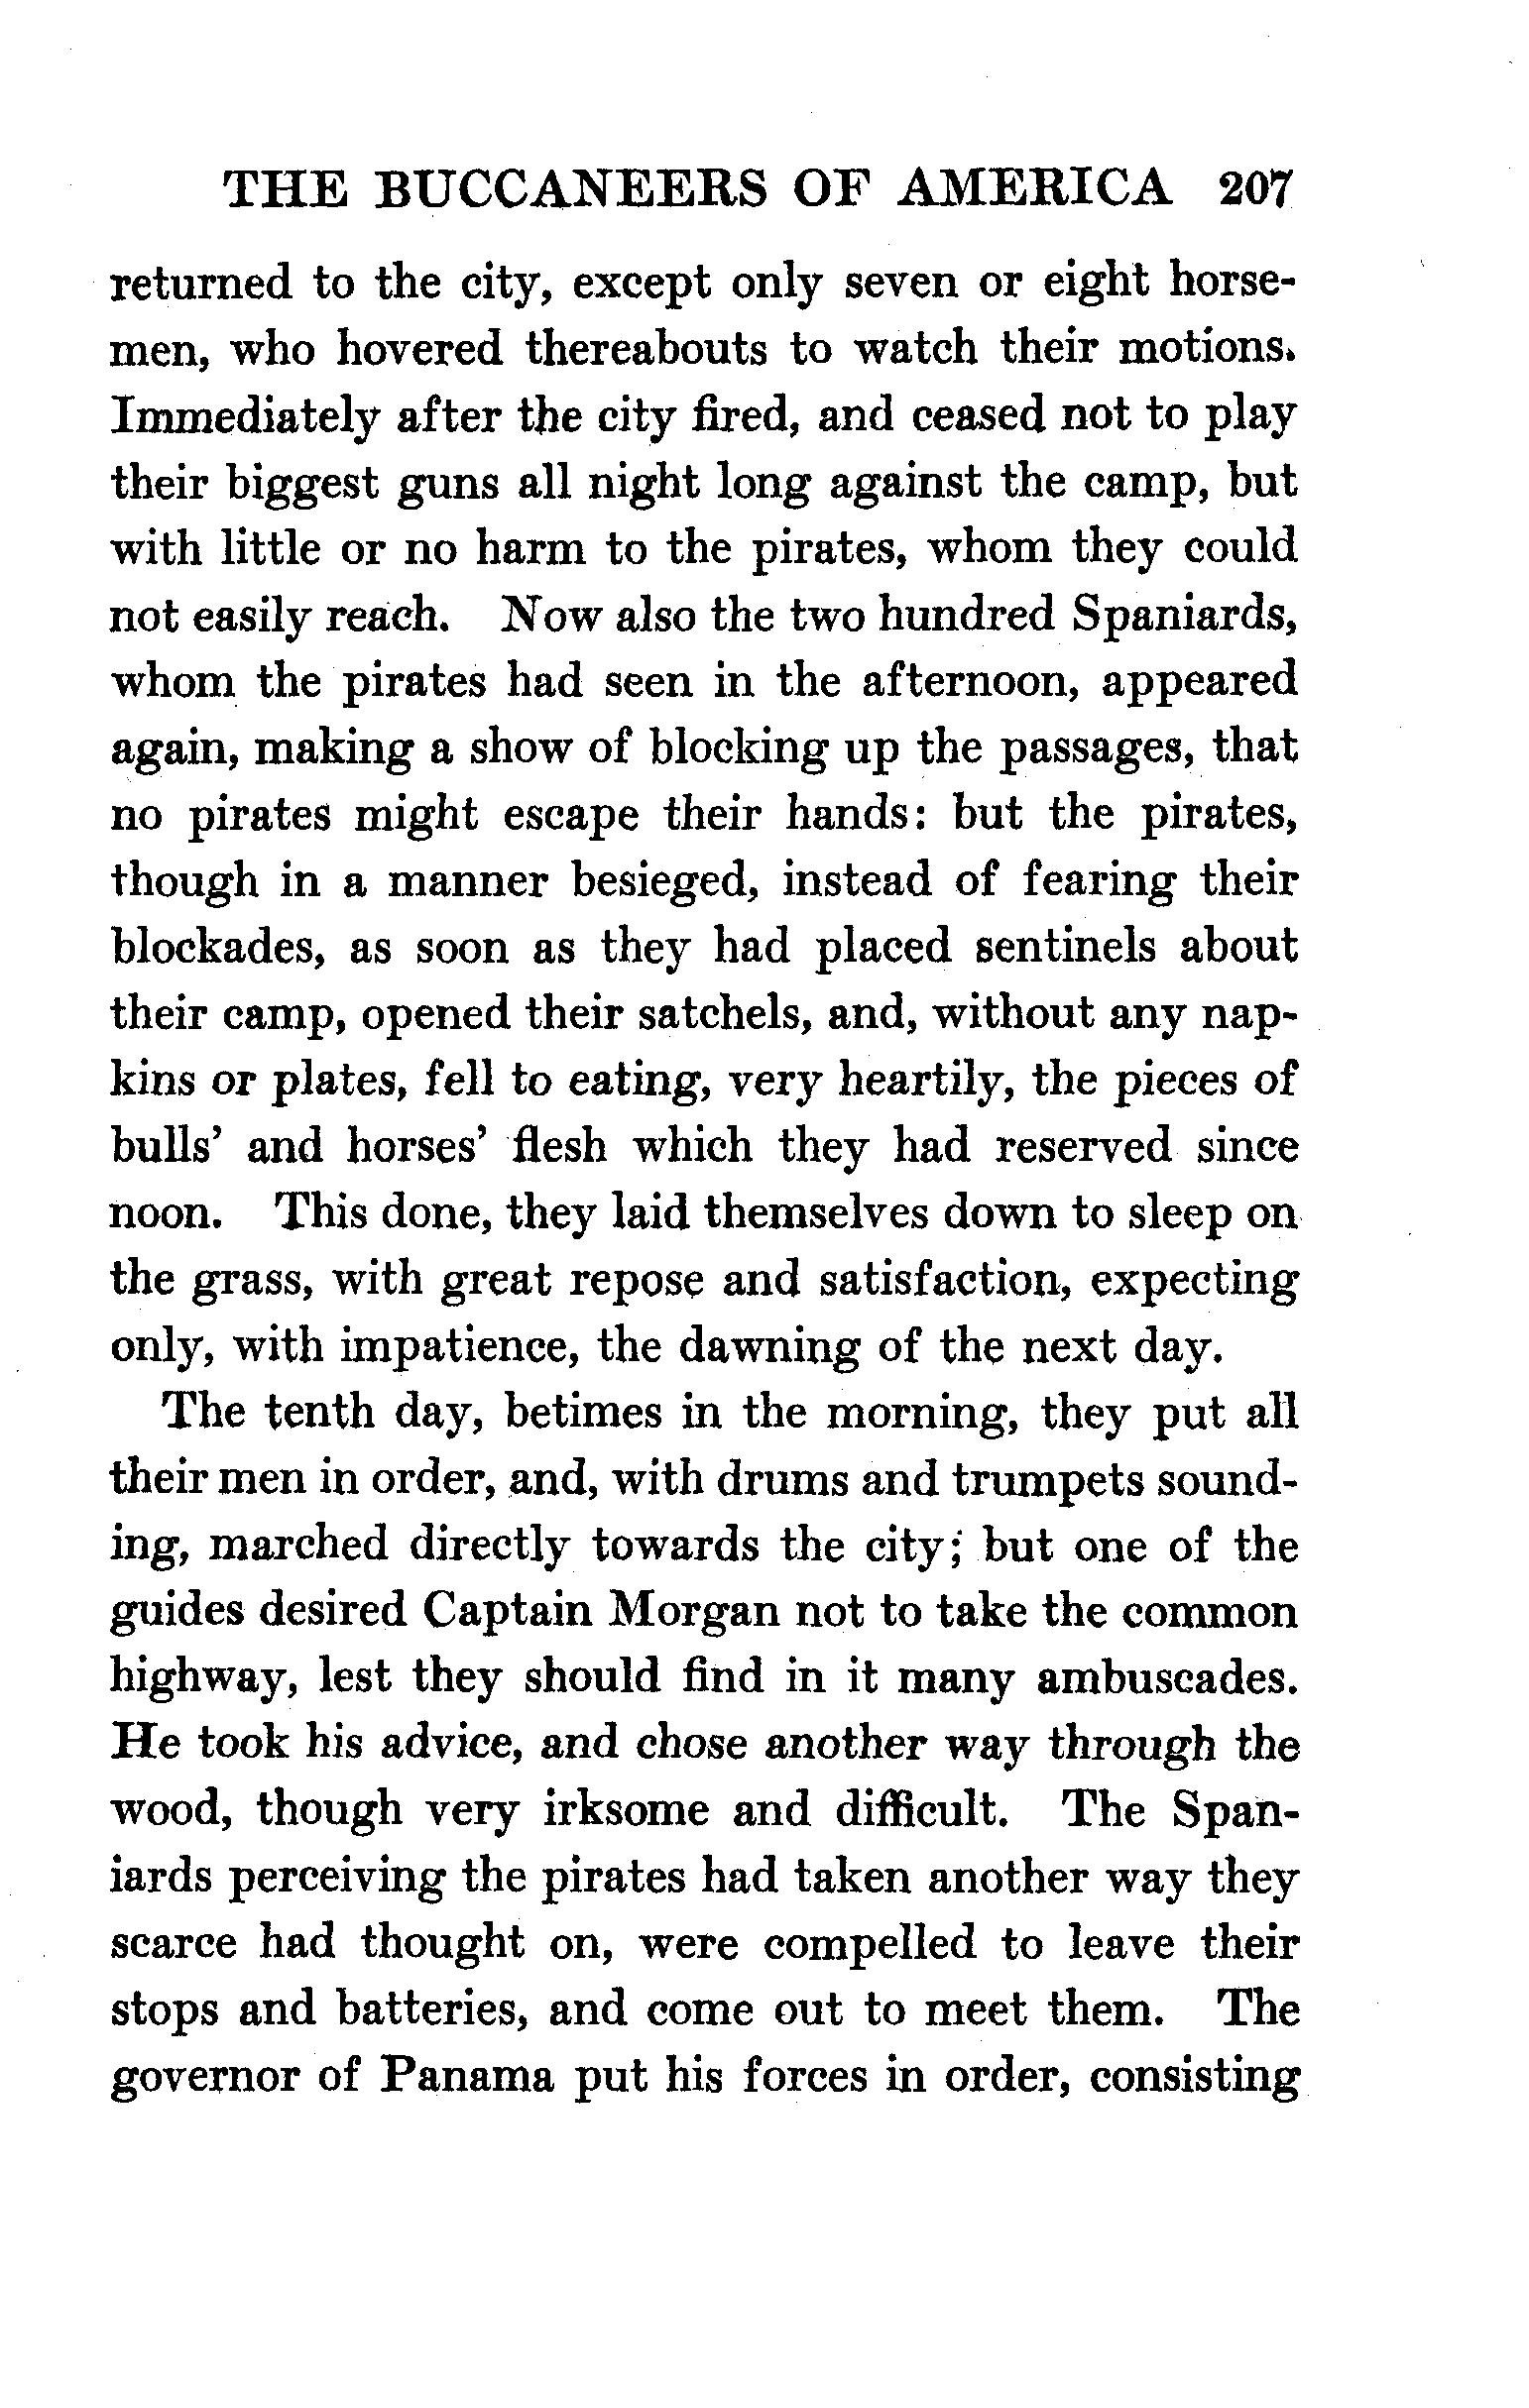 THE BUCCANEERS OF AMERICA 207
returned to the city, except only seven or eight horse-
men, who hovered thereabouts to watch their motions.
Immediately after the city fired, and ceased not to play
their biggest guns all night long against the camp, but
with little or no harm to the pirates, whom they could
not easily reach. Now also the two hundred Spaniards,
whom the pirates had seen in the afternoon, appeared
again, making a show of blocking up the passages, that
no pirates might escape their hands: but the pirates,
though in a manner besieged, instead of fearing their
blockades, as soon as they had placed sentinels about
their camp, opened their satchels, and, without any nap-
kins or plates, fell to eating, very heartily, the pieces of
bulls' and horses' flesh which they had reserved since
noon. This done, they laid themselves down to sleep on
the grass, with great repose and satisfaction, expecting
only, with impatience, the dawning of the next day.
The tenth day, betimes in the morning, they put all
their men in order, and, with drums and trumpets sound-
ing, marched directly towards the city; but one of the
guides desired Captain Morgan not to take the common
highway, lest they should find in it many ambuscades.
He took his advice, and chose another way through the
wood, though very irksome and difficult. The Span-
iards perceiving the pirates had taken another way they
scarce had thought on, were compelled to leave their
stops and batteries, and come out to meet them. The
governor of Panama put his forces in order, consisting